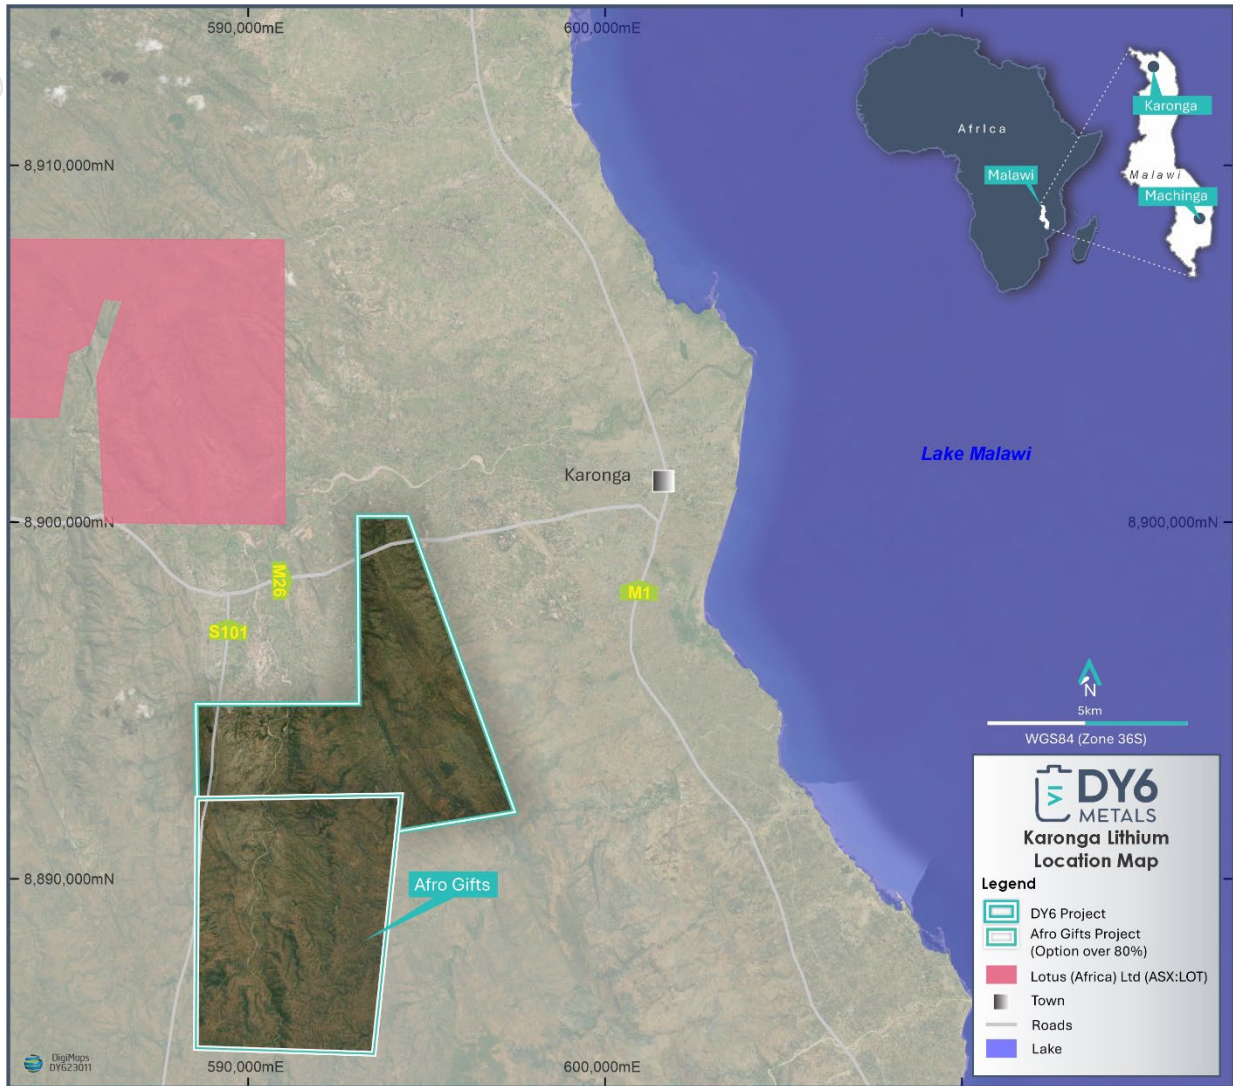 590,000mE
600,000mE
8,910,000mN
Africa
Malawi
Karonga
Malawi
Machinga
Lake Malawi
Karonga
8,900,000mN
8,900,000mN
M26
M1
S101
N
5km
WGS84 (Zone 36S)
DY6
METALS
Karonga Lithium
Location Map
Legend
DY6 Project
Afro Gifts Project
(Option over 80%)
Lotus (Africa) Ltd (ASX:LOT)
Town
Roads
Lake
8,890,000mN
Afro Gifts
DigiMaps
DY623011
590,000mE
600,000mE